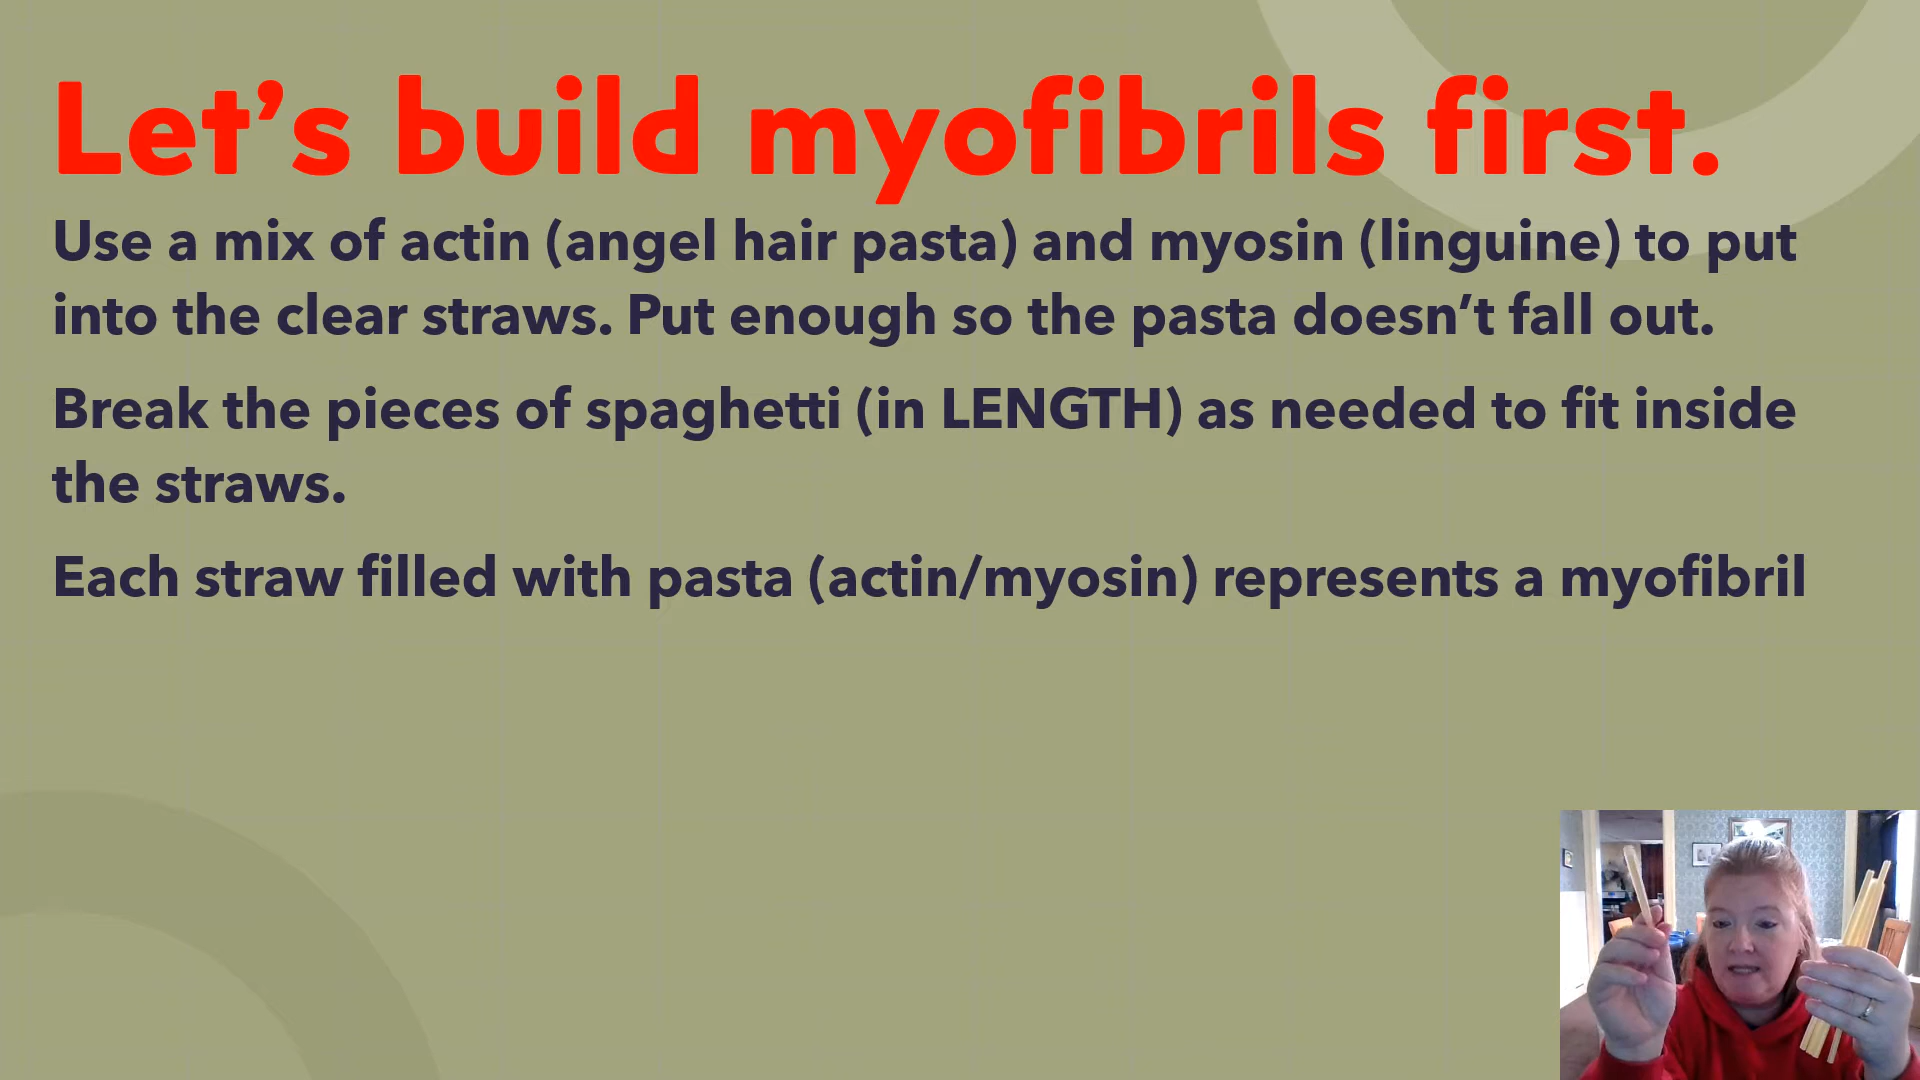 Let’s build myofibrils first.
Use a mix of actin (angel hair pasta) and myosin (linguine) to put
into the clear straws. Put enough so the pasta doesn’t fall out.
Break the pieces of spaghetti (in LENGTH) as needed to fit inside
the straws.
Each straw filled with pasta (actin/myosin) represents a myofibril